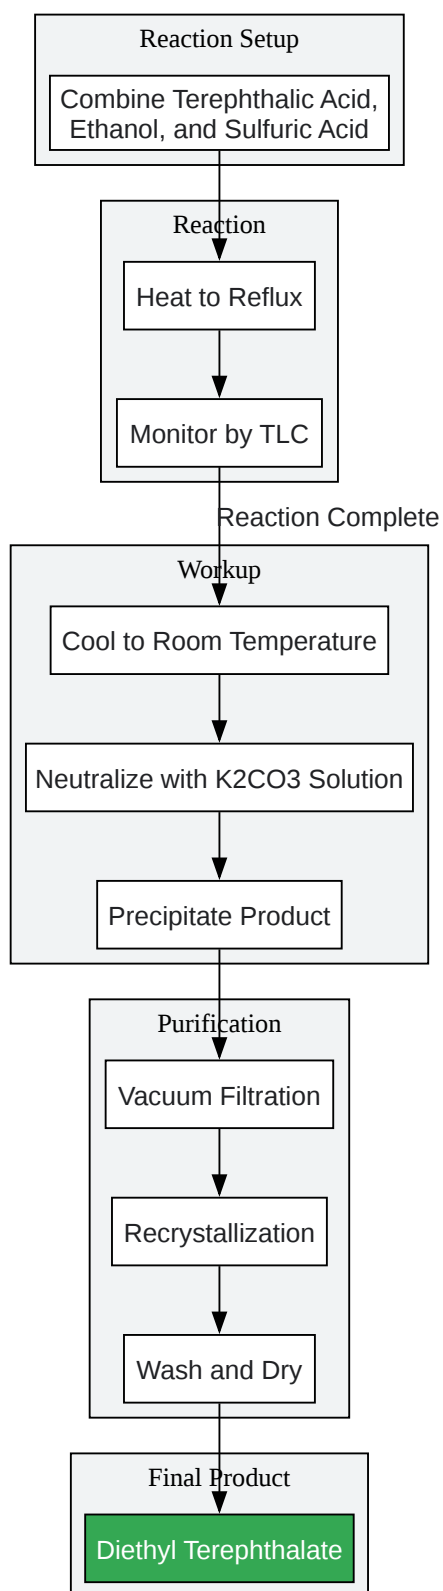 Reaction Setup
Combine Terephthalic Acid,
Ethanol, and Sulfuric Acid
Reaction
Heat to Reflux
Monitor by TLC
Reaction Complete
Workup
Cool to Room Temperature
Neutralize with K2CO3 Solution
Precipitate Product
Purification
Vacuum Filtration
Recrystallization
Wash and Dry
Final Product
Diethyl Terephthalate